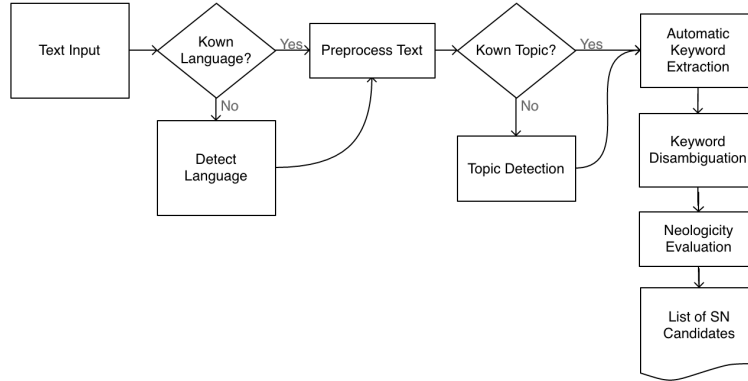 Text Input
Kown
Language?
Yes
No
Detect
Language
Preprocess Text
Kown Topic?
Yes
No
Topic Detection
Automatic
Keyword
Extraction
Keyword
Disambiguation
Neologicity
Evaluation
List of SN
Candidates